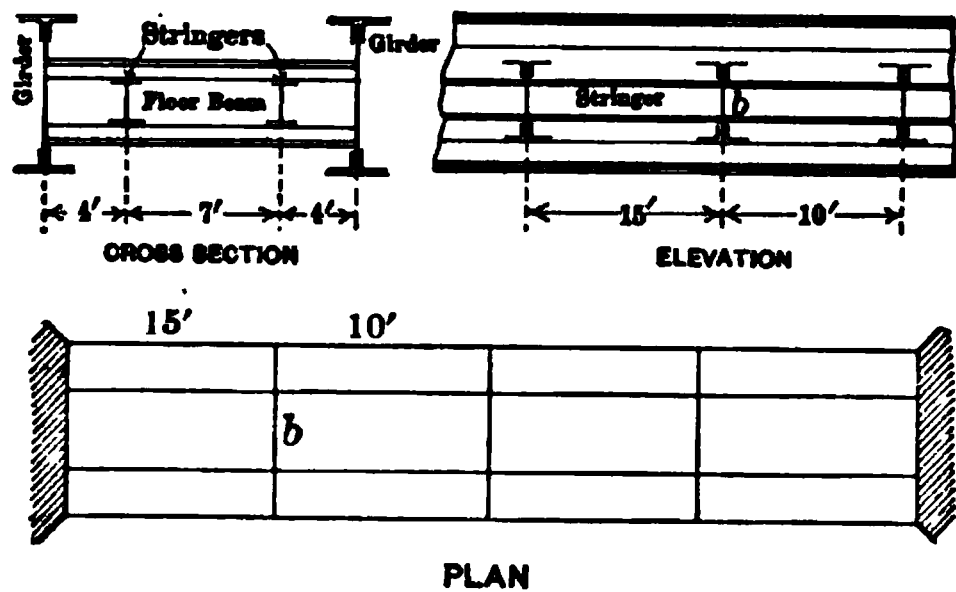 Girder
Stringers
Girder
Floor Beam
4' 7' 4'
CROSS SECTION
Stringer b
15' 10'
ELEVATION
15' 10'
b
PLAN